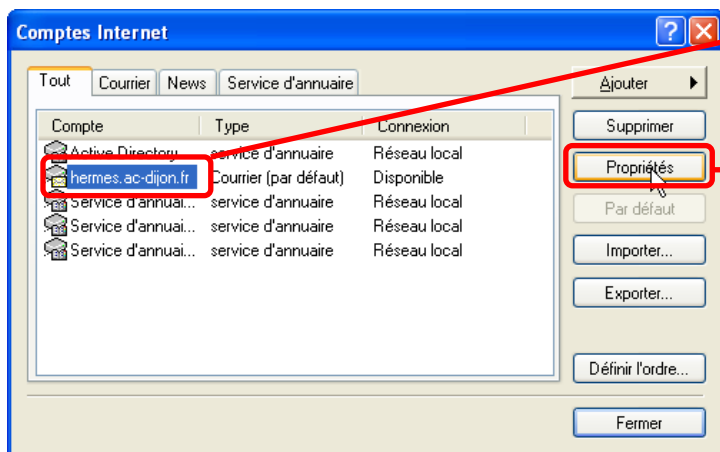 Comptes Internet
Tout Courrier News Service d'annuaire
Compte Type Connexion
Active Directory service d'annuaire Réseau local
hermes.ac-dijon.fr Courrier (par défaut) Disponible
Service d'annuai... service d'annuaire Réseau local
Service d'annuai... service d'annuaire Réseau local
Service d'annuai... service d'annuaire Réseau local
Ajouter
Supprimer
Propriétés
Par défaut
Importer...
Exporter...
Définir l'ordre...
Fermer